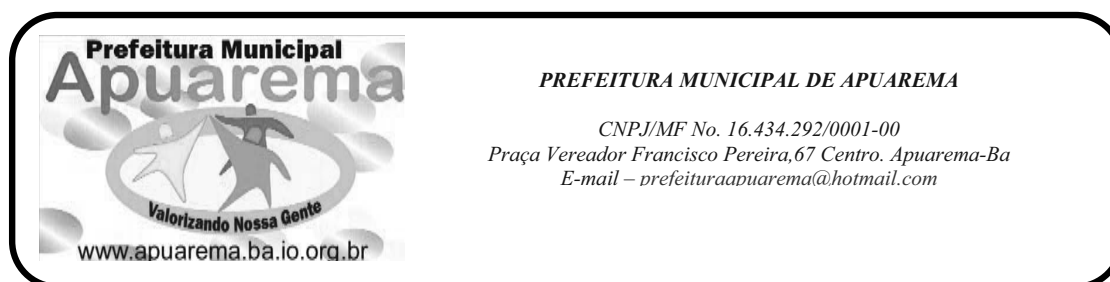 Prefeitura Municipal
Apuarema
Valorizando Nossa Gente
www.apuarema.ba.io.org.br
PREFEITURA MUNICIPAL DE APUAREMA
CNPJ/MF No. 16.434.292/0001-00
Praça Vereador Francisco Pereira,67 Centro. Apuarema-Ba
E-mail – prefeituraapuarema@hotmail.com